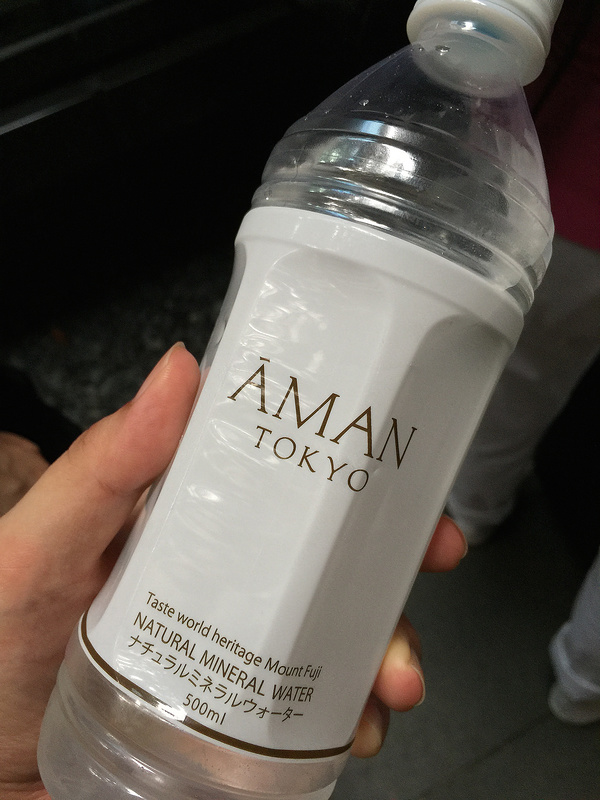 ĀMAN
TOKYO
Taste world heritage Mount Fuji
NATURAL MINERAL WATER
ナチュラルミネラルウォーター
500ml